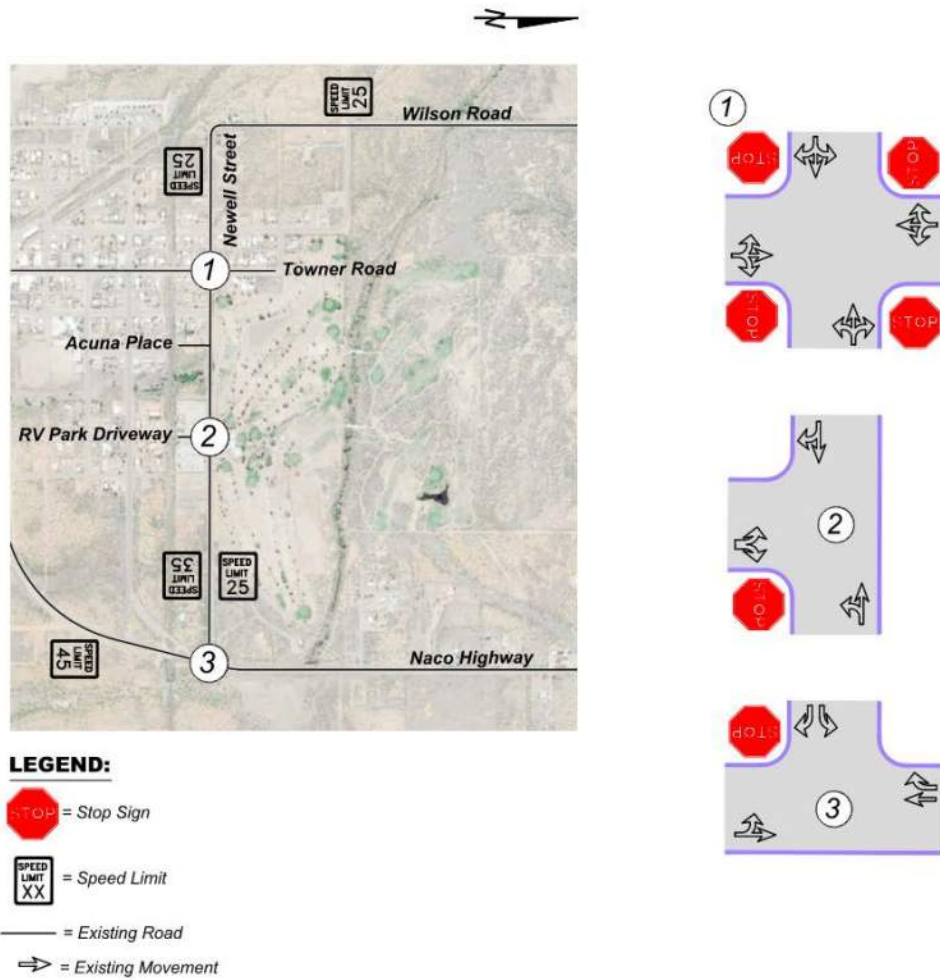 N
SPEED
LIMIT
25
Wilson Road
SPEED
LIMIT
25
Newell Street
1
Towner Road
Acuna Place
RV Park Driveway
2
SPEED
LIMIT
35
SPEED
LIMIT
25
3
SPEED
LIMIT
45
Naco Highway
1
STOP
STOP
STOP
STOP
2
STOP
STOP
3
LEGEND:
STOP = Stop Sign
SPEED
LIMIT
XX
= Speed Limit
= Existing Road
= Existing Movement